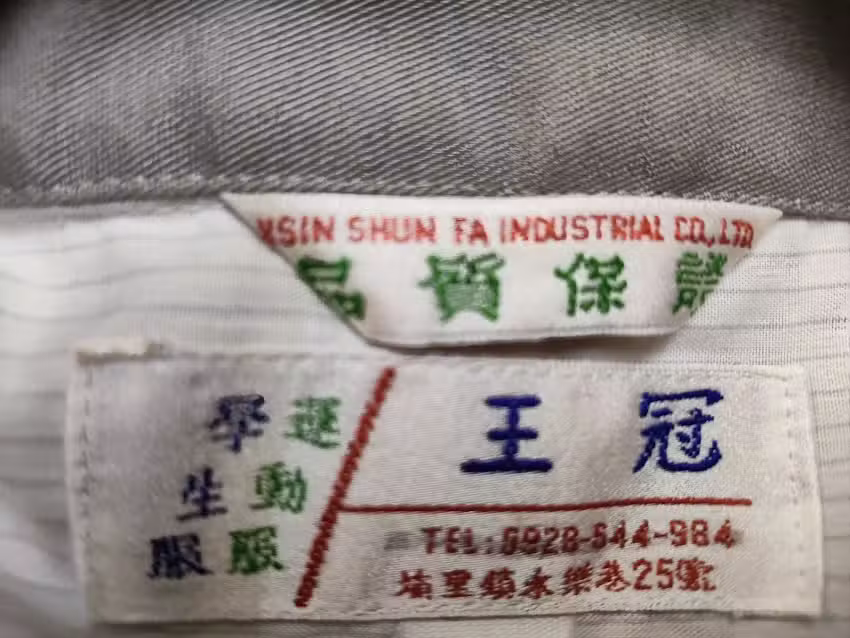 HSIN SHUN FA INDUSTRIAL CO.,LTD
品質保證
學生服
運動服
王冠
TEL:0928-544-984
埔里鎮永樂巷25號